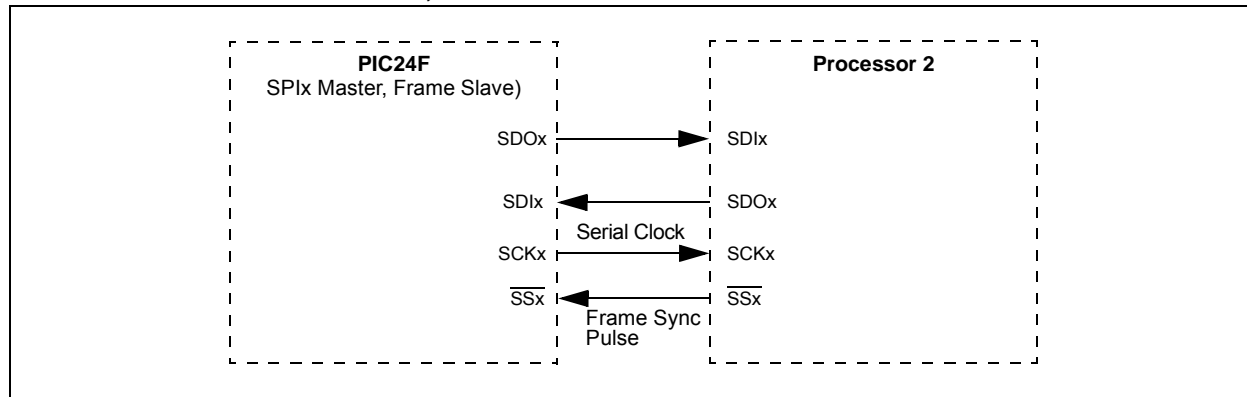 PIC24F
SPIx Master, Frame Slave)
Processor 2
SDOx
SDIx
SDIx
SDOx
Serial Clock
SCKx
SCKx
SSx
SSx
Frame Sync
Pulse